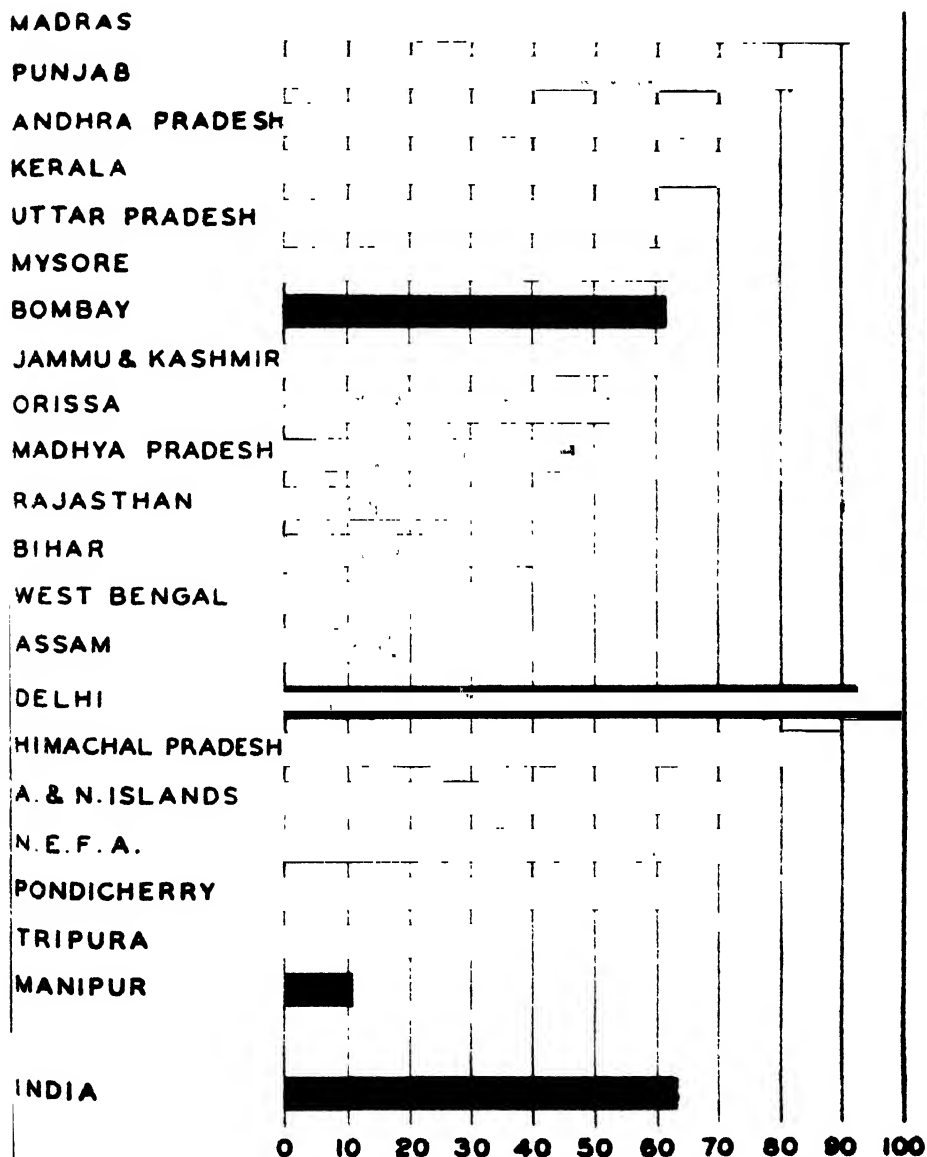 MADRAS
PUNJAB
ANDHRA PRADESH
KERALA
UTTAR PRADESH
MYSORE
BOMBAY
JAMMU & KASHMIR
ORISSA
MADHYA PRADESH
RAJASTHAN
BIHAR
WEST BENGAL
ASSAM
DELHI
HIMACHAL PRADESH
A. & N. ISLANDS
N.E.F.A.
PONDICHERRY
TRIPURA
MANIPUR
INDIA
0 10 20 30 40 50 60 70 80 90 100